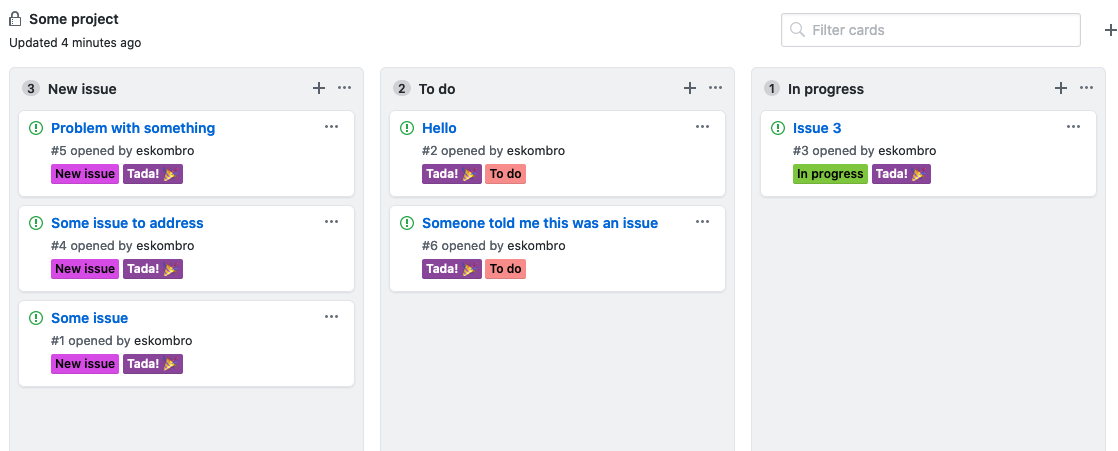 Some project
Updated 4 minutes ago
Filter cards
3 New issue
Problem with something
#5 opened by eskombro
New issue Tada! 🎉
Some issue to address
#4 opened by eskombro
New issue Tada! 🎉
Some issue
#1 opened by eskombro
New issue Tada! 🎉
2 To do
Hello
#2 opened by eskombro
Tada! 🎉 To do
Someone told me this was an issue
#6 opened by eskombro
Tada! 🎉 To do
1 In progress
Issue 3
#3 opened by eskombro
In progress Tada! 🎉